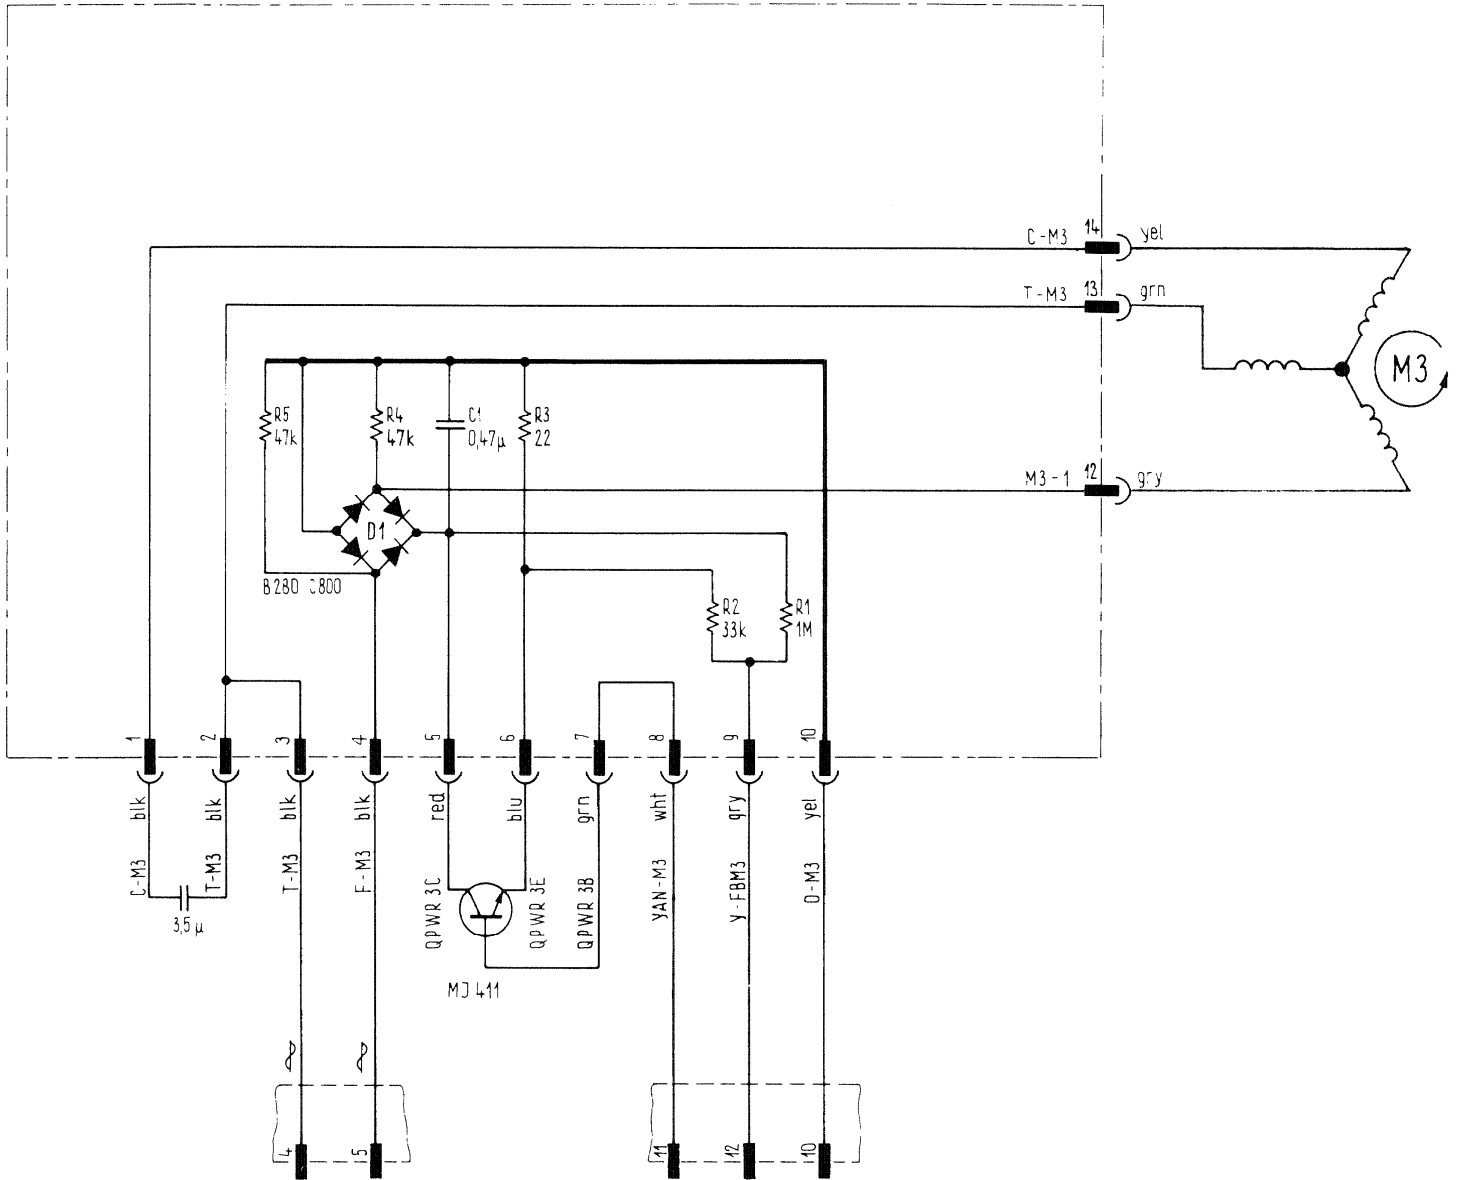 14
C-M3
yel
13
T-M3
grn
M3
R5
47k
R4
47k
C1
0,47µ
R3
22
M3-1
12
gry
D1
B280 C800
R2
33k
R1
1M
1
2
3
4
5
6
7
8
9
10
blk
blk
blk
blk
red
blu
grn
wht
gry
yel
C-M3
T-M3
T-M3
F-M3
QPWR 3C
QPWR 3E
QPWR 3B
YAN-M3
Y-FBM3
0-M3
3,5 µ
MJ 411
4
5
11
12
10